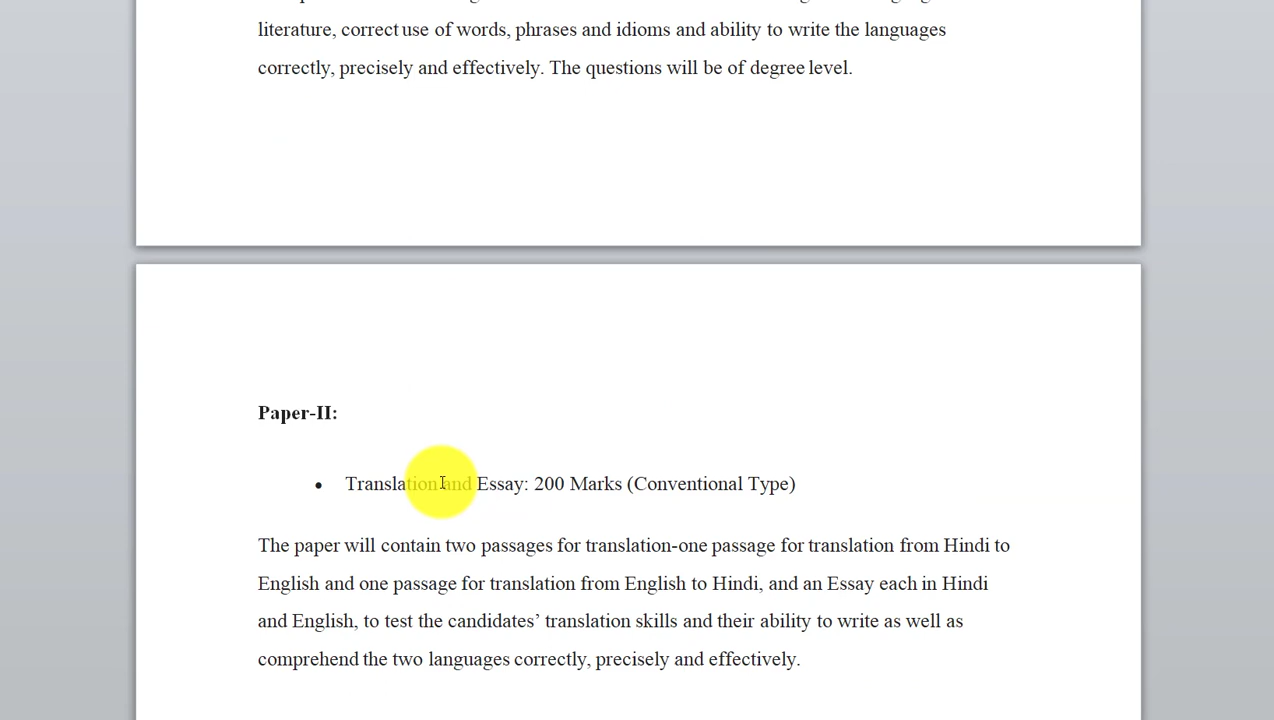 literature, correct use of words, phrases and idioms and ability to write the languages
correctly, precisely and effectively. The questions will be of degree level.
Paper-II:
• Translation and Essay: 200 Marks (Conventional Type)
The paper will contain two passages for translation-one passage for translation from Hindi to
English and one passage for translation from English to Hindi, and an Essay each in Hindi
and English, to test the candidates’ translation skills and their ability to write as well as
comprehend the two languages correctly, precisely and effectively.